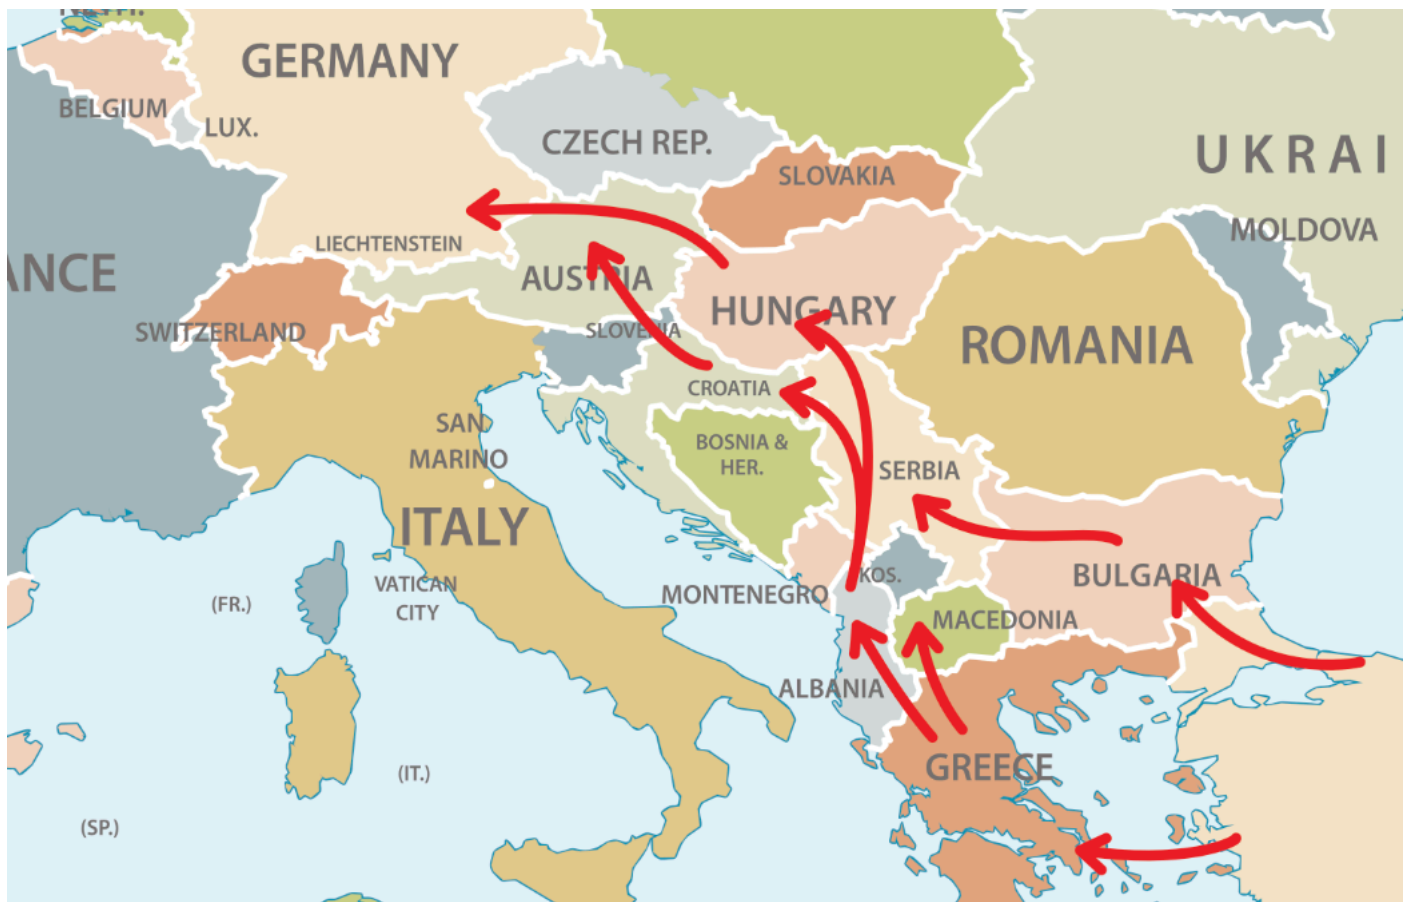 GERMANY
BELGIUM
LUX.
CZECH REP.
SLOVAKIA
UKRAI
MOLDOVA
LIECHTENSTEIN
ANCE
AUSTRIA
HUNGARY
SWITZERLAND
SLOVENIA
ROMANIA
CROATIA
SAN
MARINO
BOSNIA &
HER.
SERBIA
ITALY
VATICAN
CITY
(FR.)
MONTENEGRO
KOS.
BULGARIA
MACEDONIA
ALBANIA
GREECE
(IT.)
(SP.)